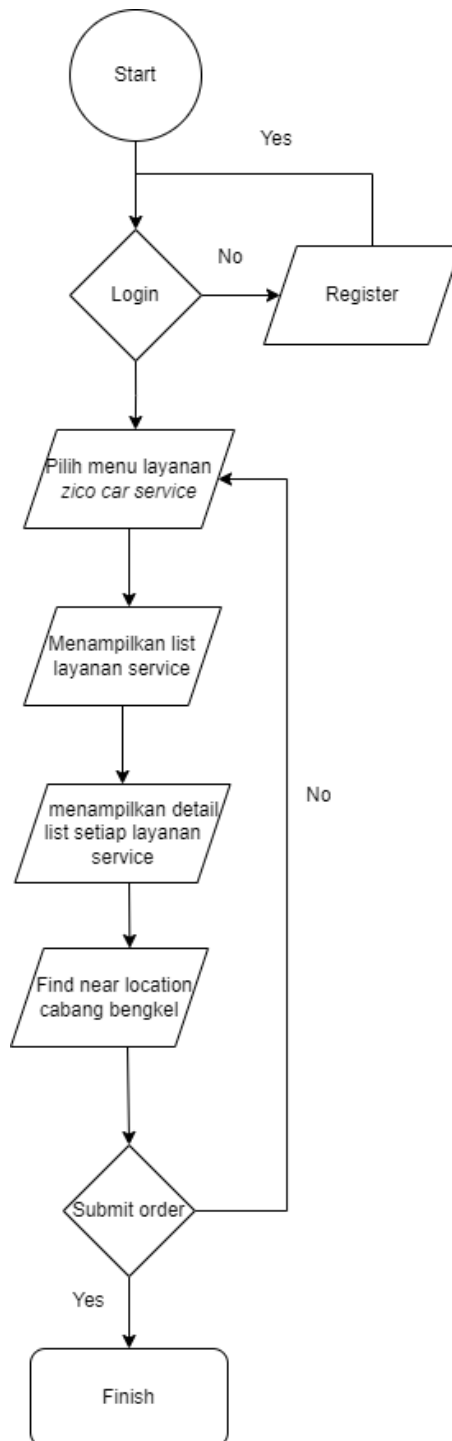 Start
Yes
Login
No
Register
Pilih menu layanan
zico car service
Menampilkan list
layanan service
menampilkan detail
list setiap layanan
service
No
Find near location
cabang bengkel
Submit order
Yes
Finish